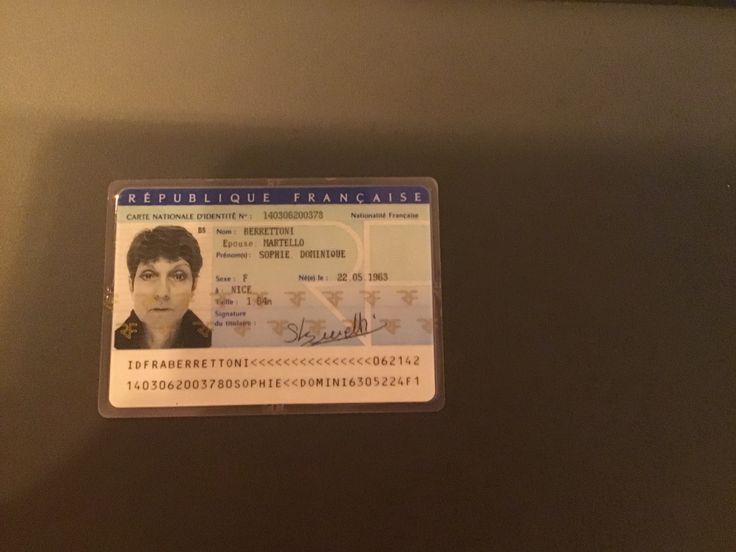 RÉPUBLIQUE FRANÇAISE
CARTE NATIONALE D'IDENTITÉ N° : 140306200378 Nationalité Française
BS
Nom : BERRETTONI
Epouse MARTELLO
Prénom(s) : SOPHIE DOMINIQUE
Sexe : F Né(e) le : 22.05.1963
à NICE
Taille : 1.64m
Signature
du titulaire :
IDFRABERRETTONI<<<<<<<<<<<<<<<<062142
1403062003780SOPHIE<<DOMINI6305224F1